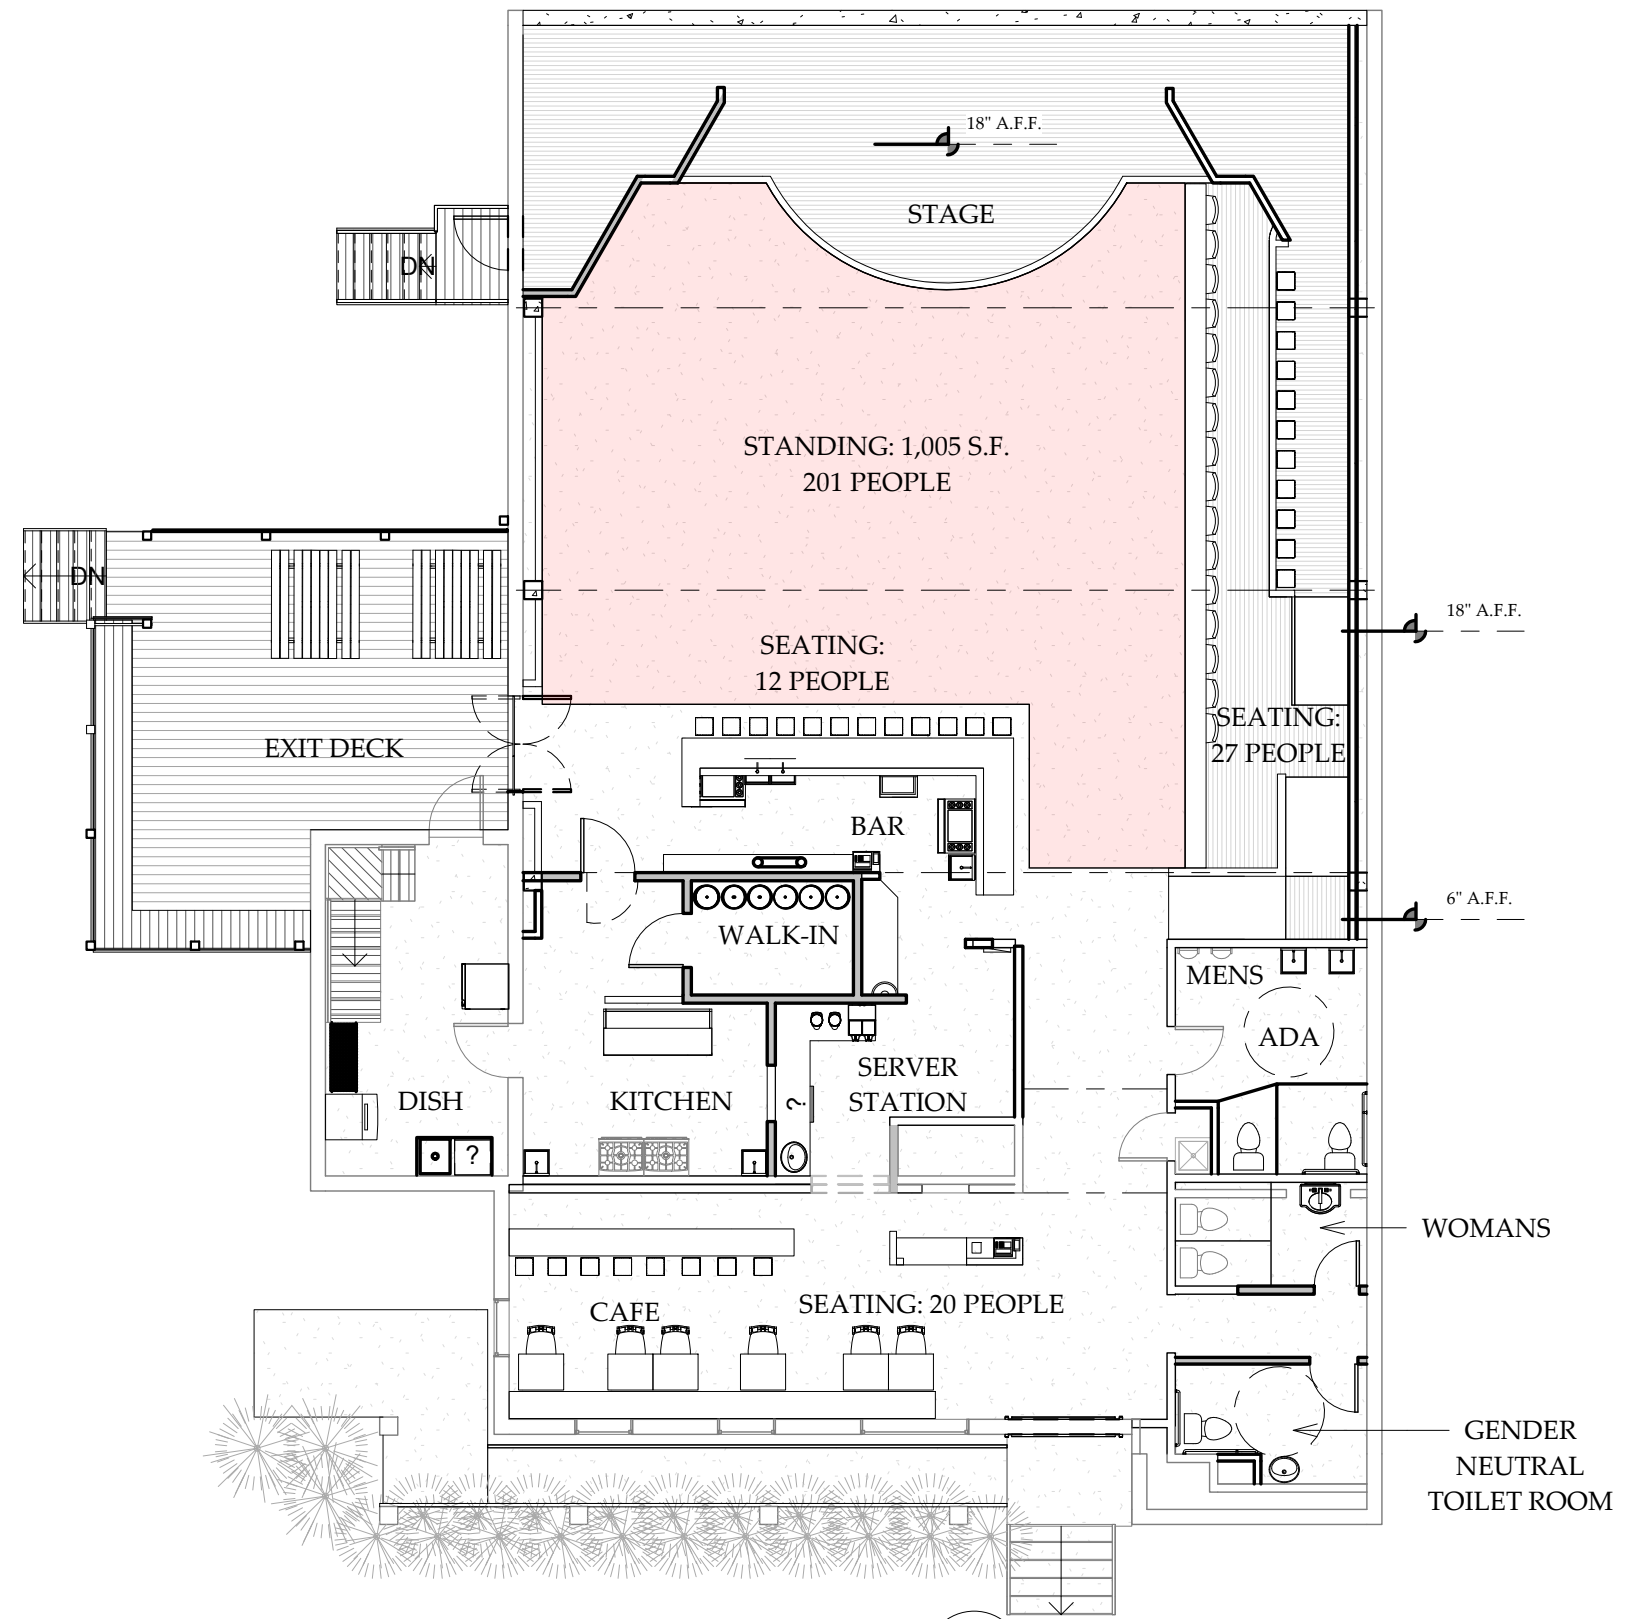 18" A.F.F.
STAGE
DN
STANDING: 1,005 S.F.
201 PEOPLE
DN
18" A.F.F.
SEATING:
12 PEOPLE
SEATING:
27 PEOPLE
EXIT DECK
BAR
6" A.F.F.
WALK-IN
MENS
ADA
SERVER
STATION
DISH
KITCHEN
?
?
WOMANS
CAFE
SEATING: 20 PEOPLE
GENDER
NEUTRAL
TOILET ROOM